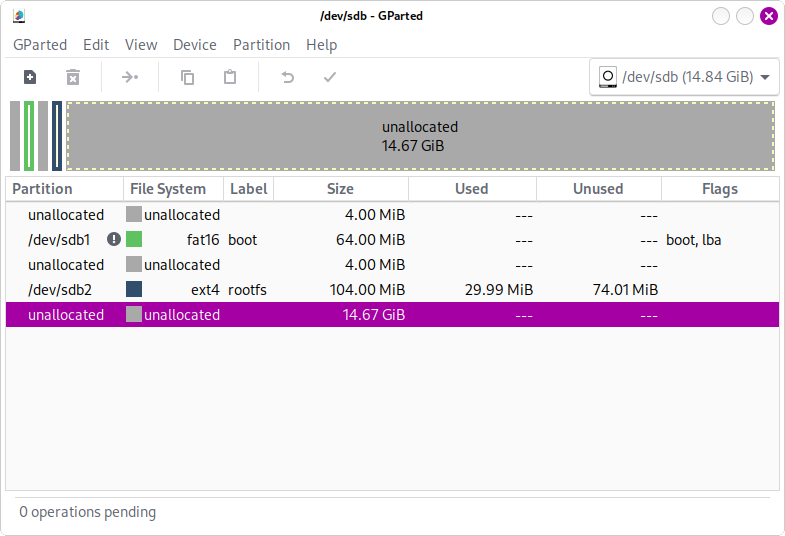 /dev/sdb - GParted
GParted Edit View Device Partition Help
/dev/sdb (14.84 GiB)
unallocated
14.67 GiB
Partition File System Label Size Used Unused Flags
unallocated unallocated 4.00 MiB --- ---
/dev/sdb1 fat16 boot 64.00 MiB --- --- boot, lba
unallocated unallocated 4.00 MiB --- ---
/dev/sdb2 ext4 rootfs 104.00 MiB 29.99 MiB 74.01 MiB
unallocated unallocated 14.67 GiB --- ---
0 operations pending